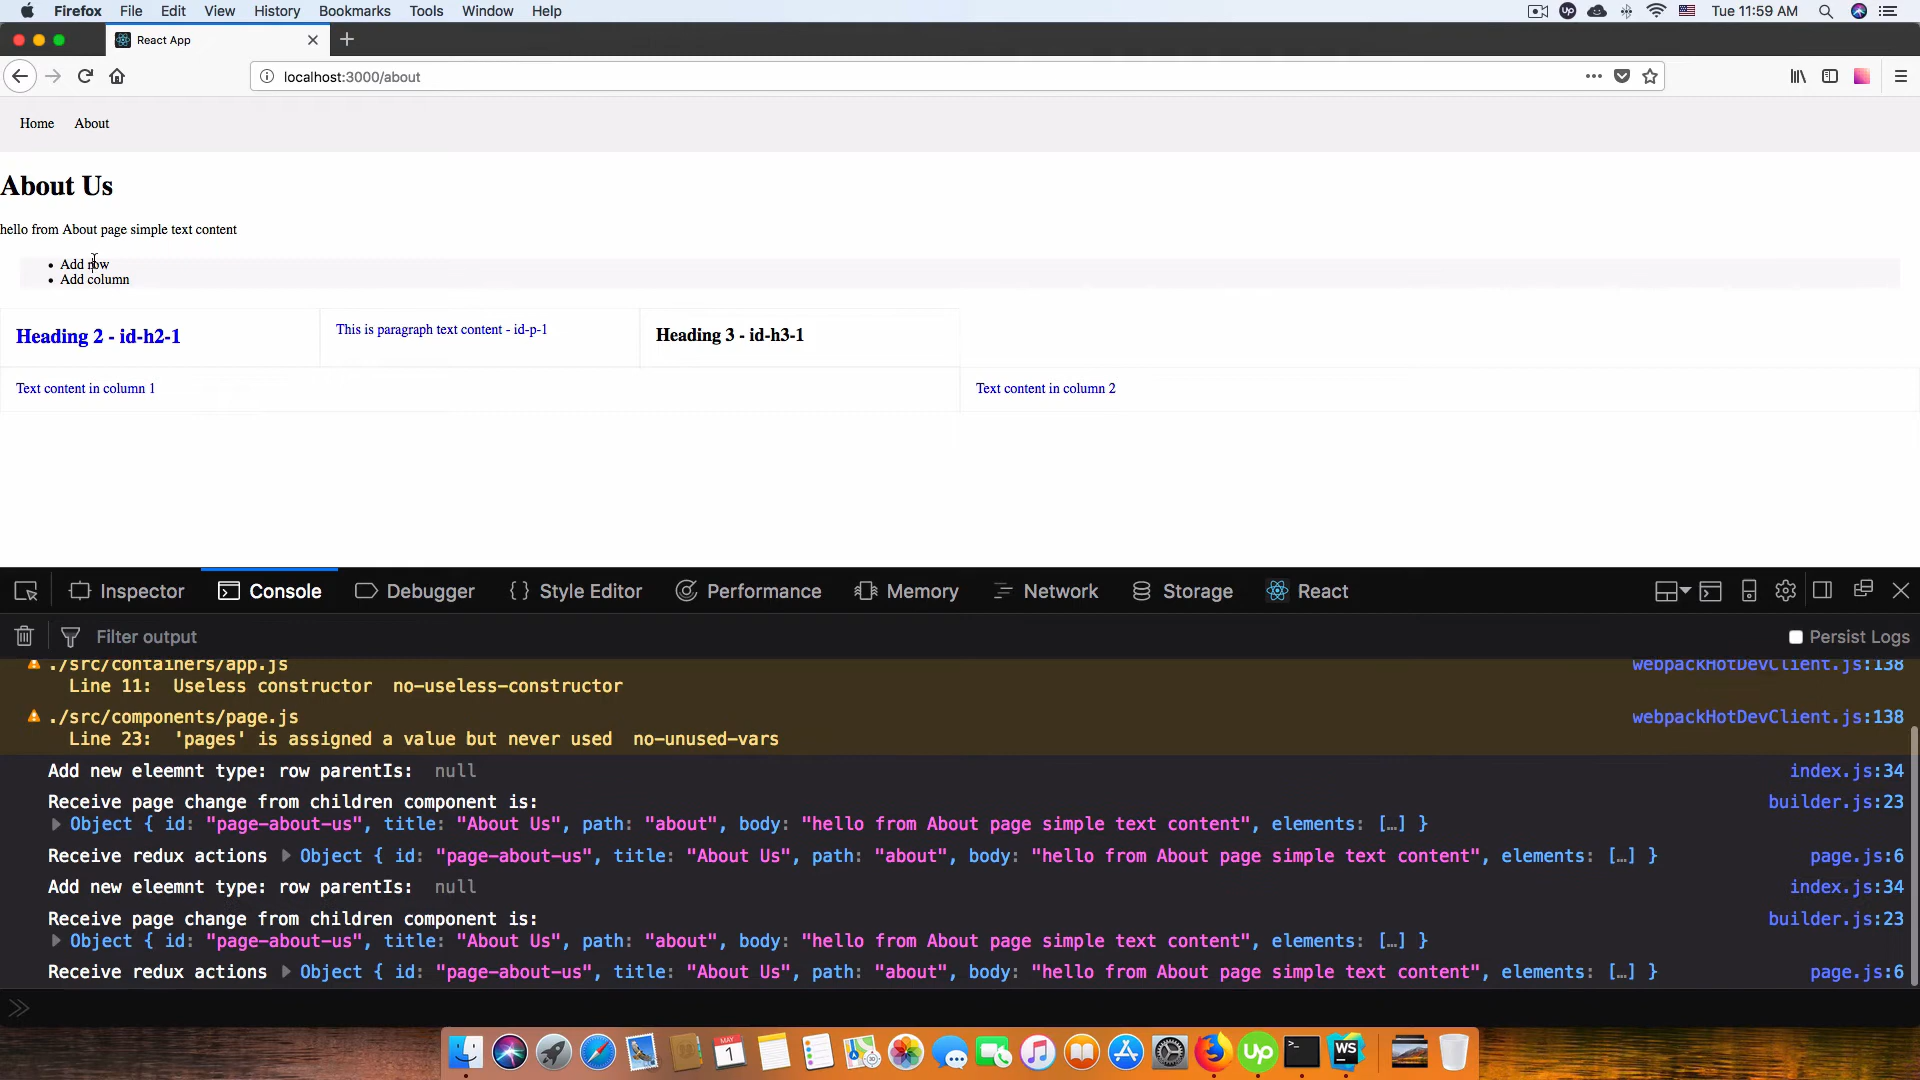 Firefox File Edit View History Bookmarks Tools Window Help Up Tue 11:59 AM
React App
localhost:3000/about
Home About
About Us
hello from About page simple text content
• Add row
• Add column
Heading 2 - id-h2-1 This is paragraph text content - id-p-1 Heading 3 - id-h3-1
Text content in column 1 Text content in column 2
Inspector Console Debugger Style Editor Performance Memory Network Storage React
Filter output Persist Logs
./src/containers/app.js webpackHotDevClient.js:138
Line 11: Useless constructor no-useless-constructor
./src/components/page.js webpackHotDevClient.js:138
Line 23: 'pages' is assigned a value but never used no-unused-vars
Add new eleemnt type: row parentIs: null index.js:34
Receive page change from children component is: builder.js:23
Object { id: "page-about-us", title: "About Us", path: "about", body: "hello from About page simple text content", elements: […] }
Receive redux actions Object { id: "page-about-us", title: "About Us", path: "about", body: "hello from About page simple text content", elements: […] } page.js:6
Add new eleemnt type: row parentIs: null index.js:34
Receive page change from children component is: builder.js:23
Object { id: "page-about-us", title: "About Us", path: "about", body: "hello from About page simple text content", elements: […] }
Receive redux actions Object { id: "page-about-us", title: "About Us", path: "about", body: "hello from About page simple text content", elements: […] } page.js:6
MAY 1 Up WS